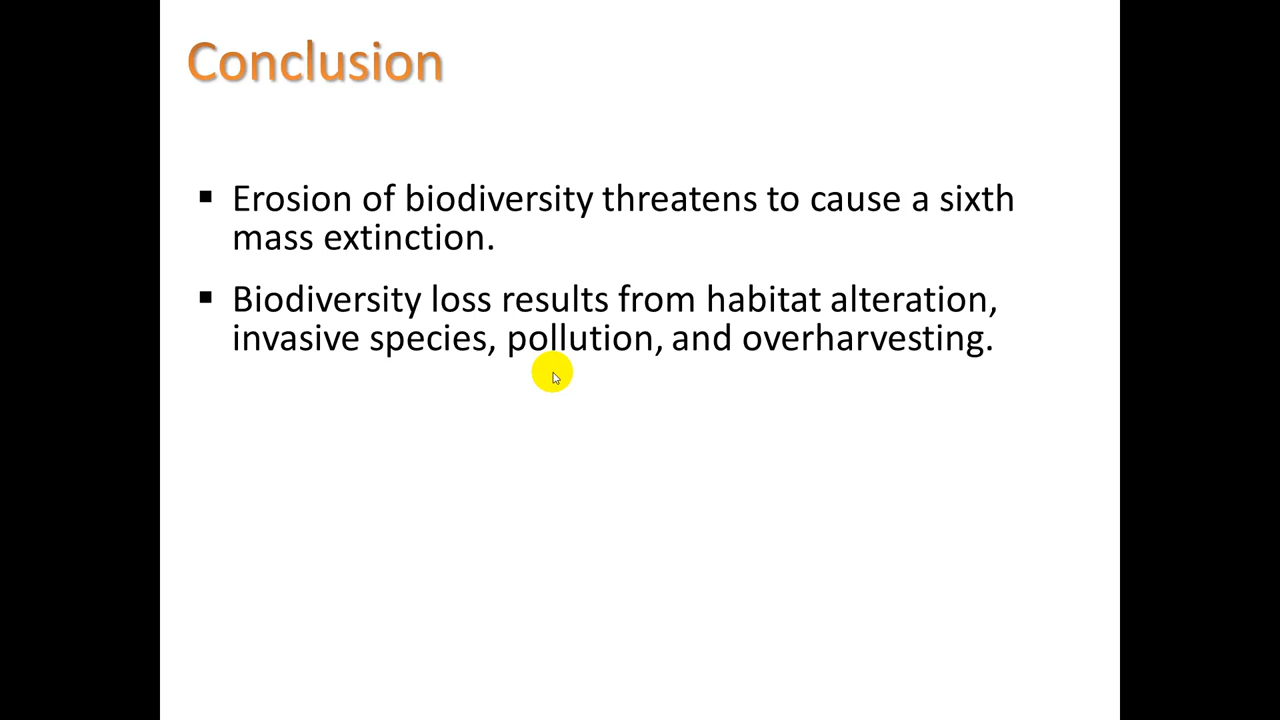 Conclusion
▪ Erosion of biodiversity threatens to cause a sixth
mass extinction.
▪ Biodiversity loss results from habitat alteration,
invasive species, pollution, and overharvesting.